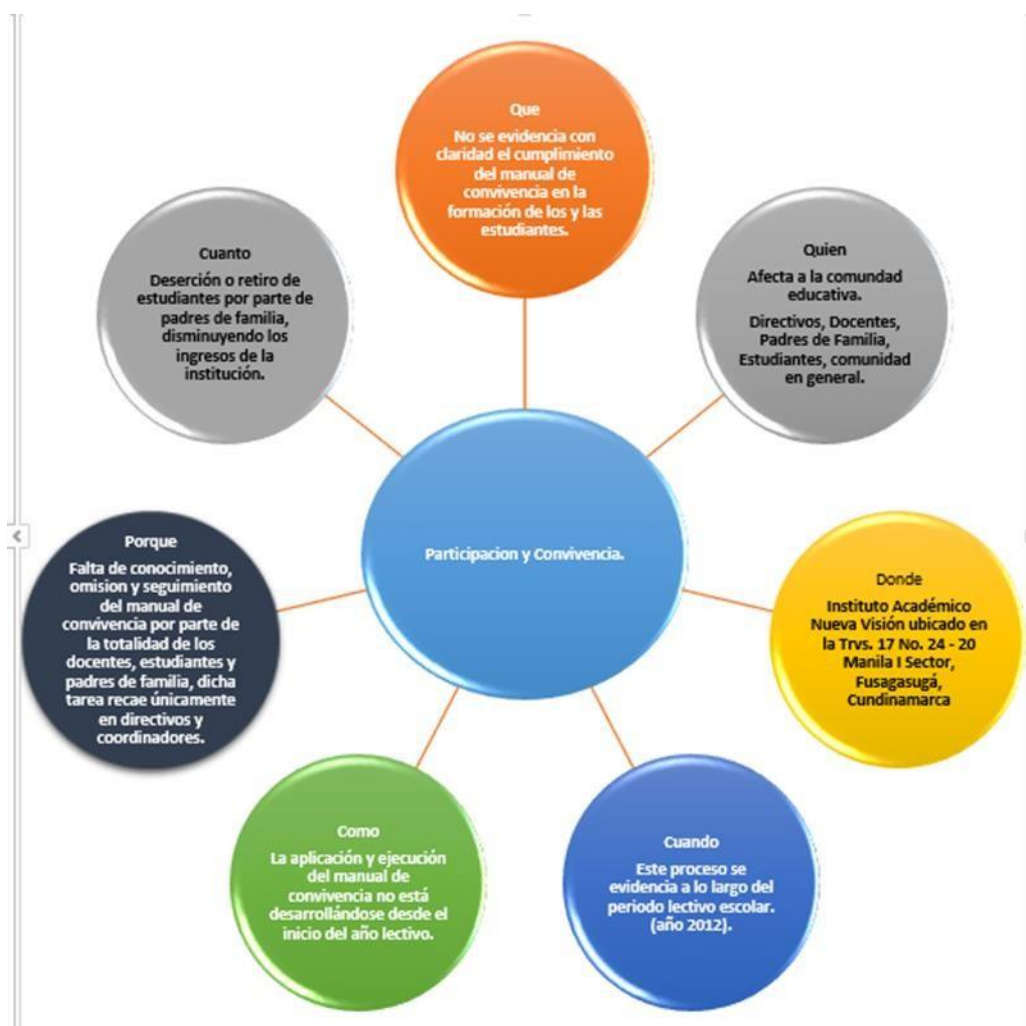 Que
No se evidencia con
claridad el cumplimiento
del manual de
convivencia en la
formación de los y las
estudiantes.
Quien
Afecta a la comundad
educativa.
Directivos, Docentes,
Padres de Familia,
Estudiantes, comunidad
en general.
Donde
Instituto Académico
Nueva Visión ubicado en
la Trvs. 17 No. 24 - 20
Manila I Sector,
Fusagasugá,
Cundinamarca
Cuando
Este proceso se
evidencia a lo largo del
periodo lectivo escolar.
(año 2012).
Como
La aplicación y ejecución
del manual de
convivencia no está
desarrollándose desde el
inicio del año lectivo.
Porque
Falta de conocimiento,
omision y seguimiento
del manual de
convivencia por parte de
la totalidad de los
docentes, estudiantes y
padres de familia, dicha
tarea recae únicamente
en directivos y
coordinadores.
Cuanto
Deserción o retiro de
estudiantes por parte de
padres de familia,
disminuyendo los
ingresos de la
institución.
Participacion y Convivencia.